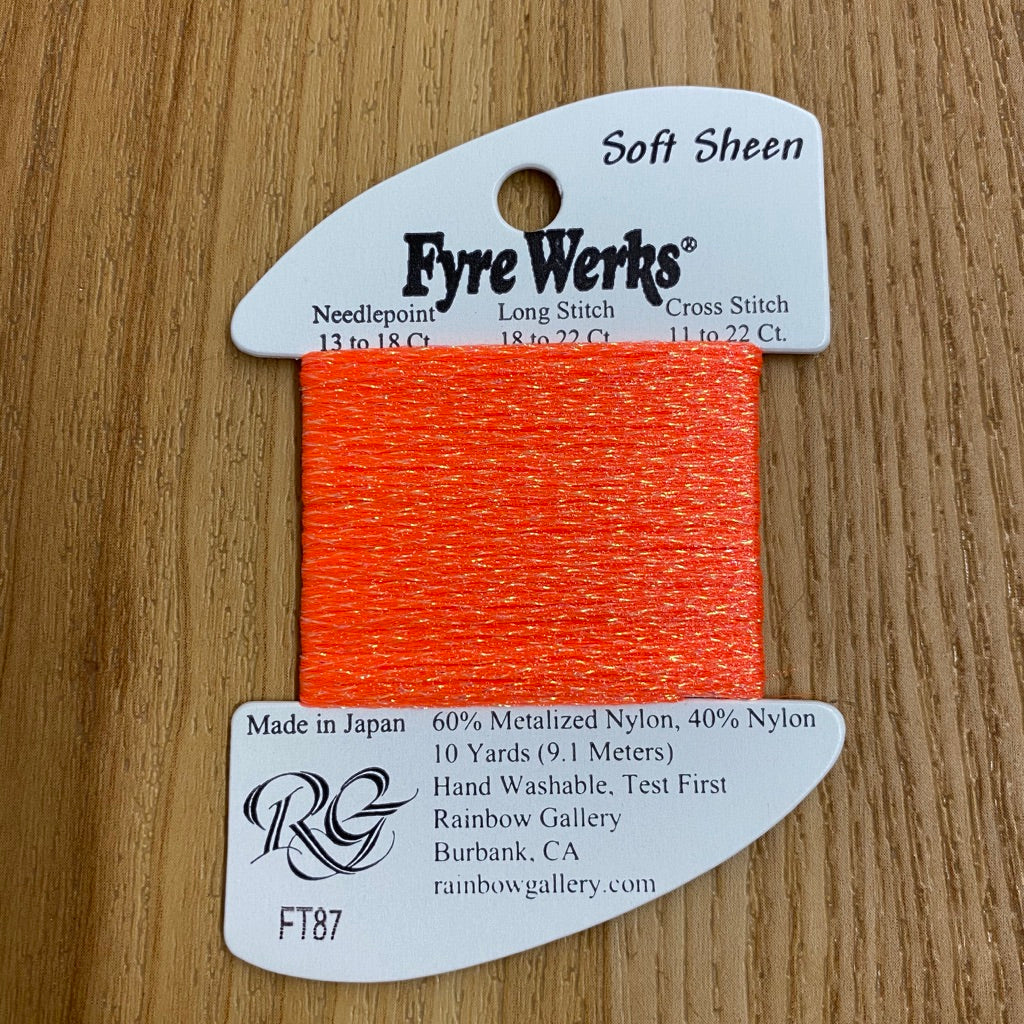 Soft Sheen
Fyre Werks®
Needlepoint Long Stitch Cross Stitch
13 to 18 Ct. 18 to 22 Ct. 11 to 22 Ct.
Made in Japan 60% Metalized Nylon, 40% Nylon
10 Yards (9.1 Meters)
Hand Washable, Test First
Rainbow Gallery
Burbank, CA
rainbowgallery.com
RG
FT87